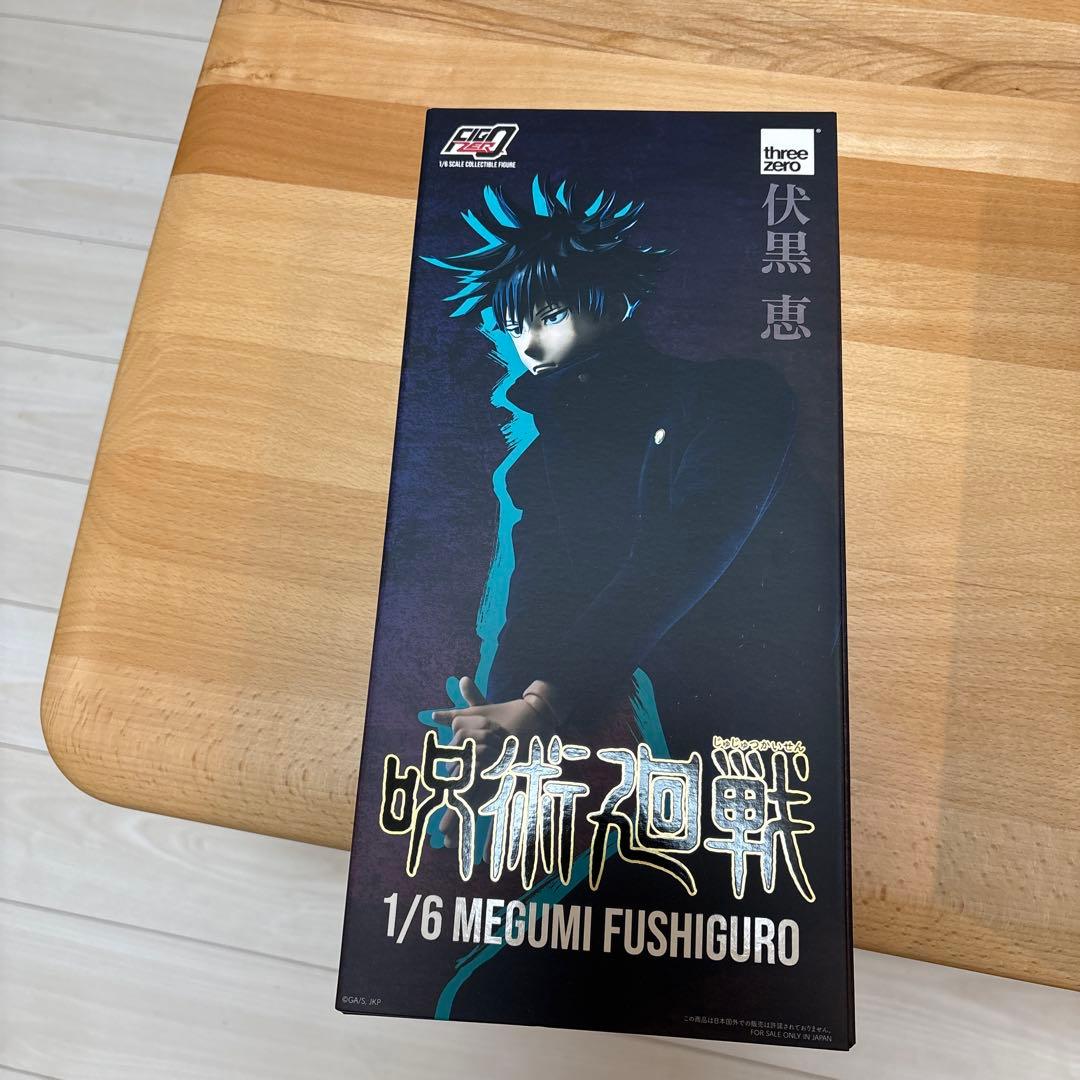 FIGZERO
1/6 SCALE COLLECTIBLE FIGURE
three
zero®
伏黒 恵
じゅじゅつかいせん
呪術廻戦
1/6 MEGUMI FUSHIGURO
©GA/S, JKP
この商品は日本国外での販売は許諾されておりません。
FOR SALE ONLY IN JAPAN